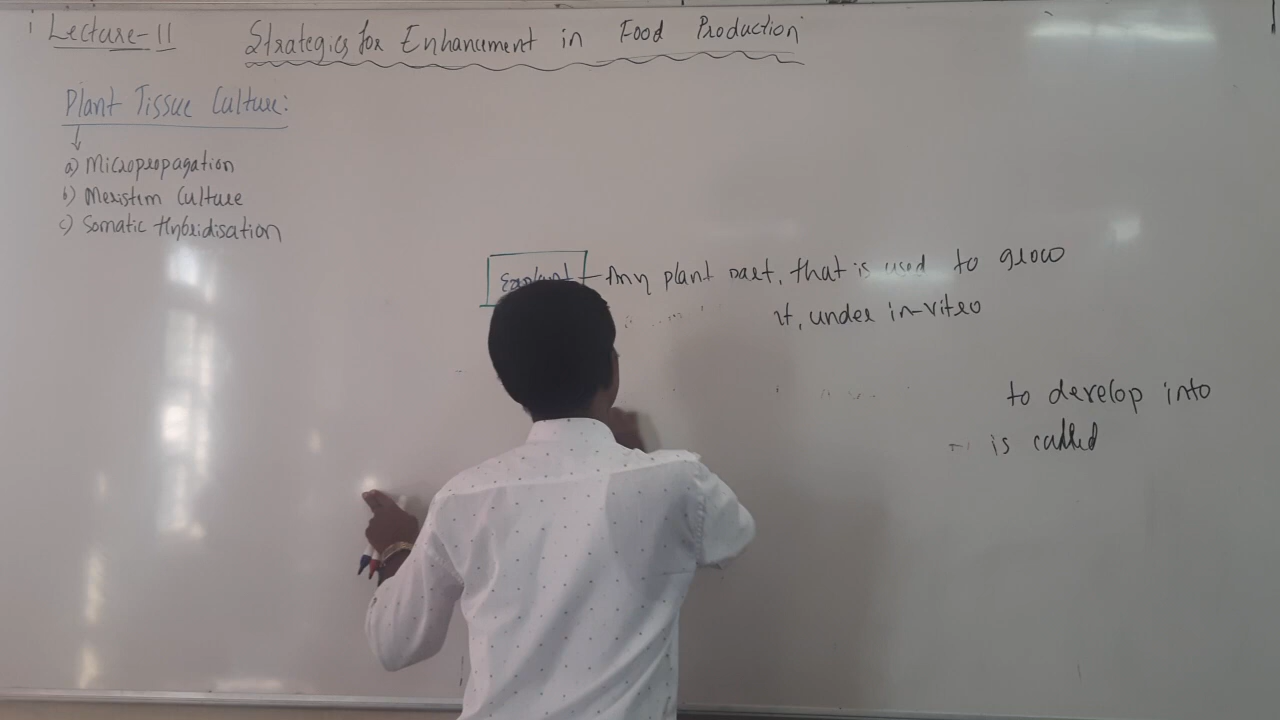 Lecture-11
Strategies for Enhancement in Food Production
Plant Tissue Culture:
a) Micropropagation
b) Meristem Culture
c) Somatic Hybridisation
Explant - Any plant part, that is used to grow
it, under in-vitro
to develop into
is called